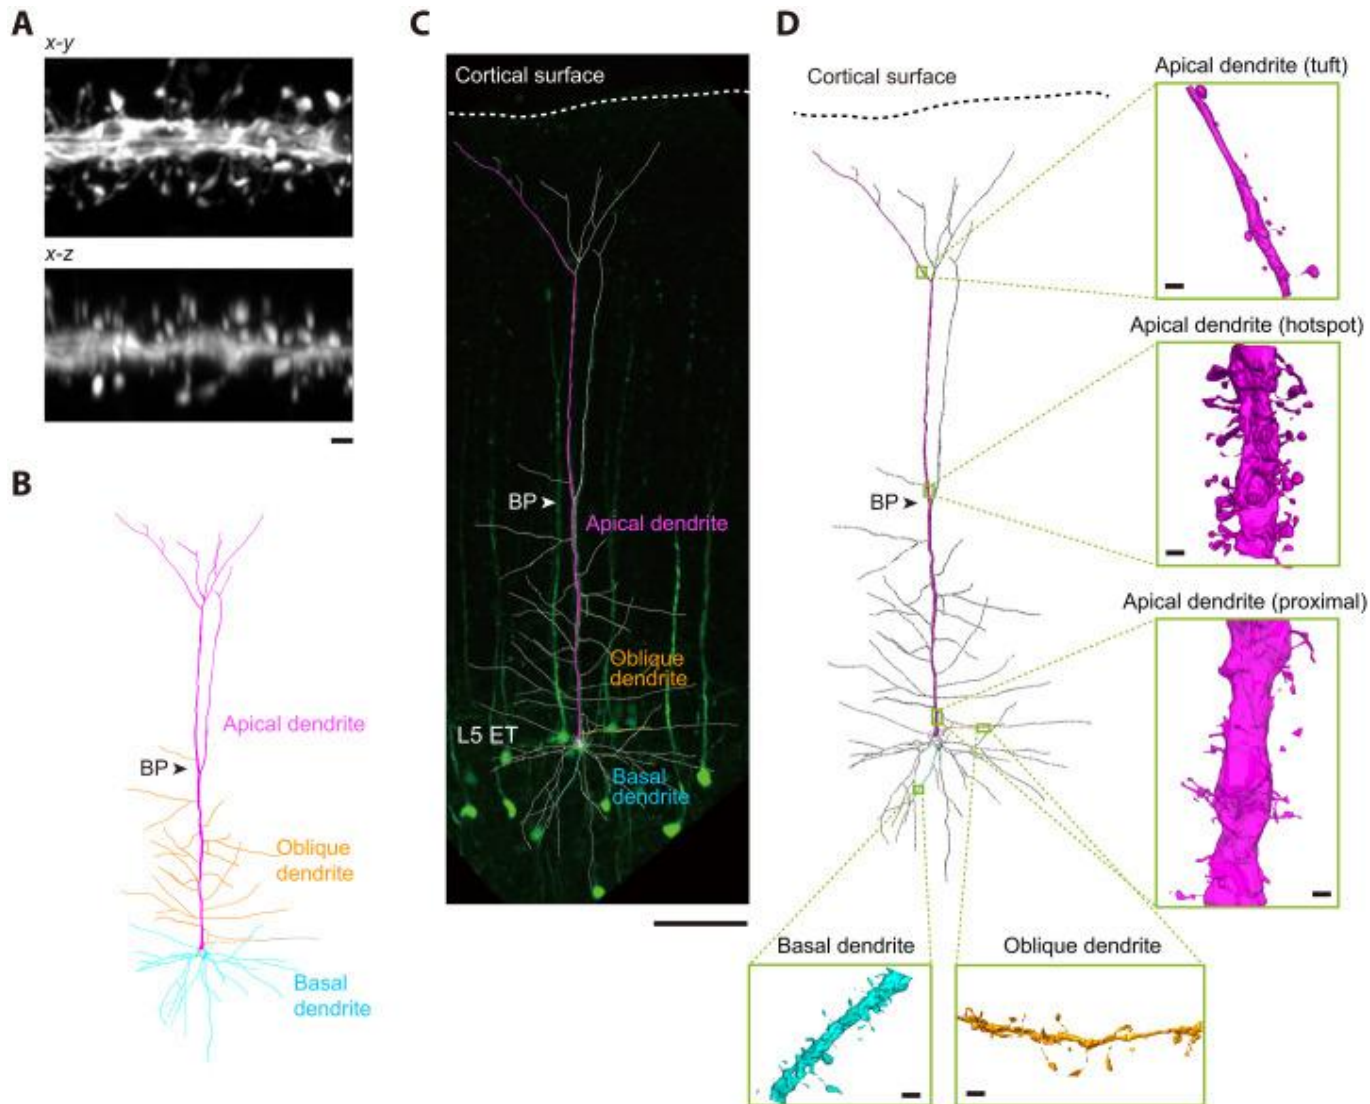 A
x-y
x-z
B
Apical dendrite
BP
Oblique
dendrite
Basal
dendrite
C
Cortical surface
BP
Apical dendrite
Oblique
dendrite
L5 ET
Basal
dendrite
D
Cortical surface
BP
Apical dendrite (tuft)
Apical dendrite (hotspot)
Apical dendrite (proximal)
Basal dendrite
Oblique dendrite